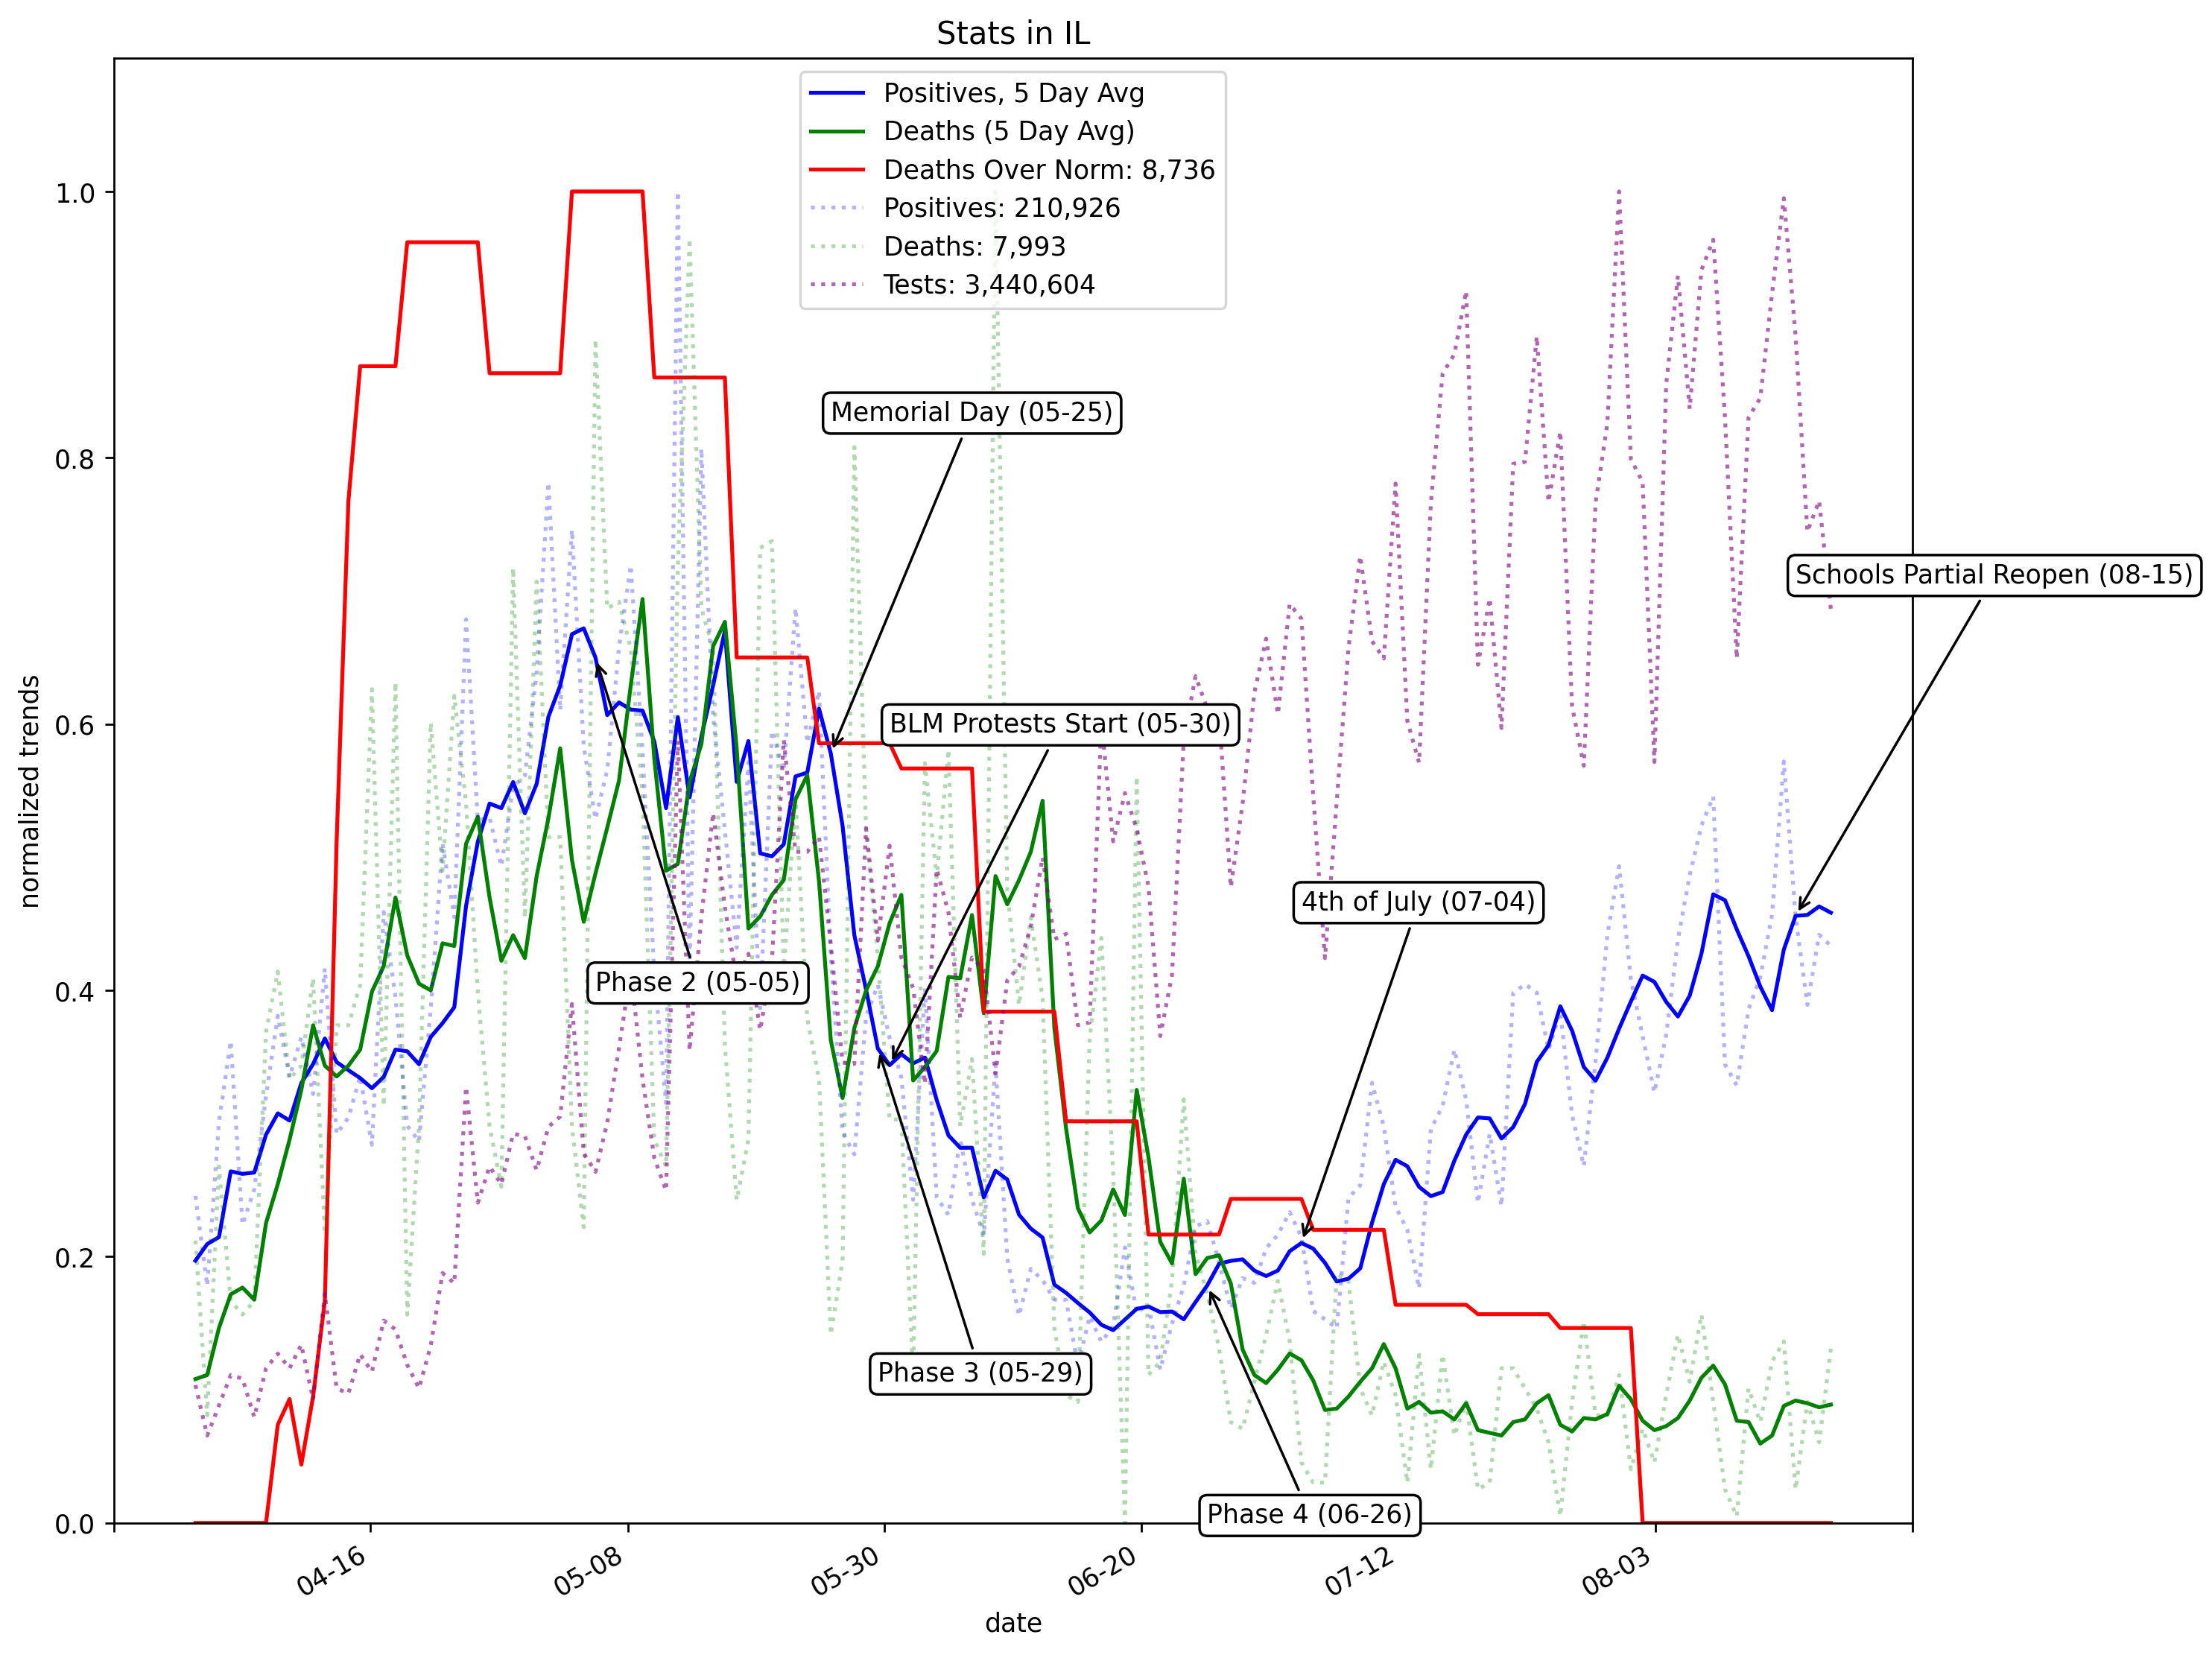 Stats in IL
Positives, 5 Day Avg
Deaths (5 Day Avg)
Deaths Over Norm: 8,736
Positives: 210,926
Deaths: 7,993
Tests: 3,440,604
1.0
0.8
0.6
0.4
0.2
0.0
normalized trends
Memorial Day (05-25)
Schools Partial Reopen (08-15)
BLM Protests Start (05-30)
4th of July (07-04)
Phase 2 (05-05)
Phase 3 (05-29)
Phase 4 (06-26)
04-16
05-08
05-30
06-20
07-12
08-03
date